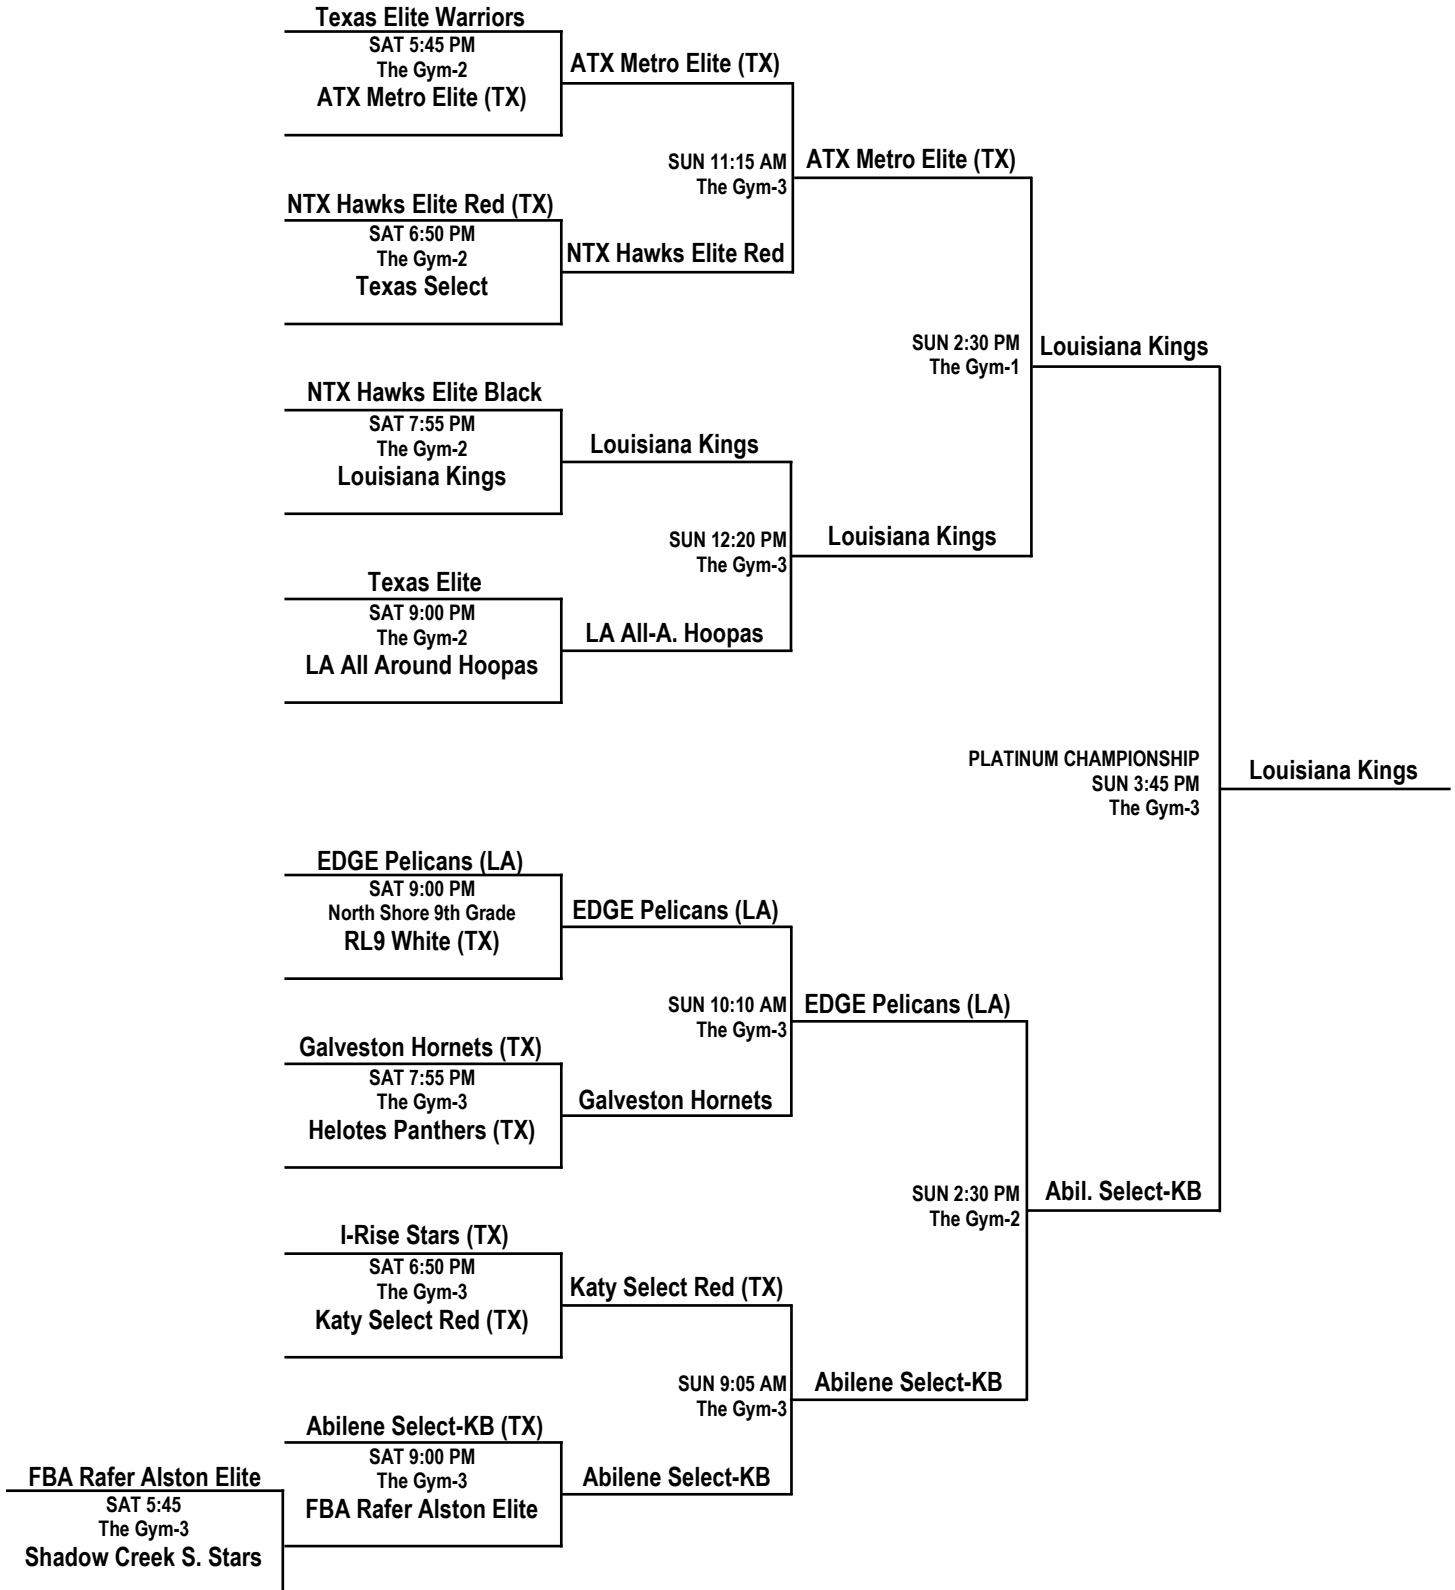 Texas Elite Warriors
SAT 5:45 PM
The Gym-2
ATX Metro Elite (TX)
ATX Metro Elite (TX)
SUN 11:15 AM
The Gym-3
ATX Metro Elite (TX)
NTX Hawks Elite Red (TX)
SAT 6:50 PM
The Gym-2
Texas Select
NTX Hawks Elite Red
SUN 2:30 PM
The Gym-1
Louisiana Kings
NTX Hawks Elite Black
SAT 7:55 PM
The Gym-2
Louisiana Kings
Louisiana Kings
SUN 12:20 PM
The Gym-3
Louisiana Kings
Texas Elite
SAT 9:00 PM
The Gym-2
LA All Around Hoopas
LA All-A. Hoopas
PLATINUM CHAMPIONSHIP
SUN 3:45 PM
The Gym-3
Louisiana Kings
EDGE Pelicans (LA)
SAT 9:00 PM
North Shore 9th Grade
RL9 White (TX)
EDGE Pelicans (LA)
SUN 10:10 AM
The Gym-3
EDGE Pelicans (LA)
Galveston Hornets (TX)
SAT 7:55 PM
The Gym-3
Helotes Panthers (TX)
Galveston Hornets
SUN 2:30 PM
The Gym-2
Abil. Select-KB
I-Rise Stars (TX)
SAT 6:50 PM
The Gym-3
Katy Select Red (TX)
Katy Select Red (TX)
SUN 9:05 AM
The Gym-3
Abilene Select-KB
Abilene Select-KB (TX)
SAT 9:00 PM
The Gym-3
FBA Rafer Alston Elite
Abilene Select-KB
FBA Rafer Alston Elite
SAT 5:45
The Gym-3
Shadow Creek S. Stars